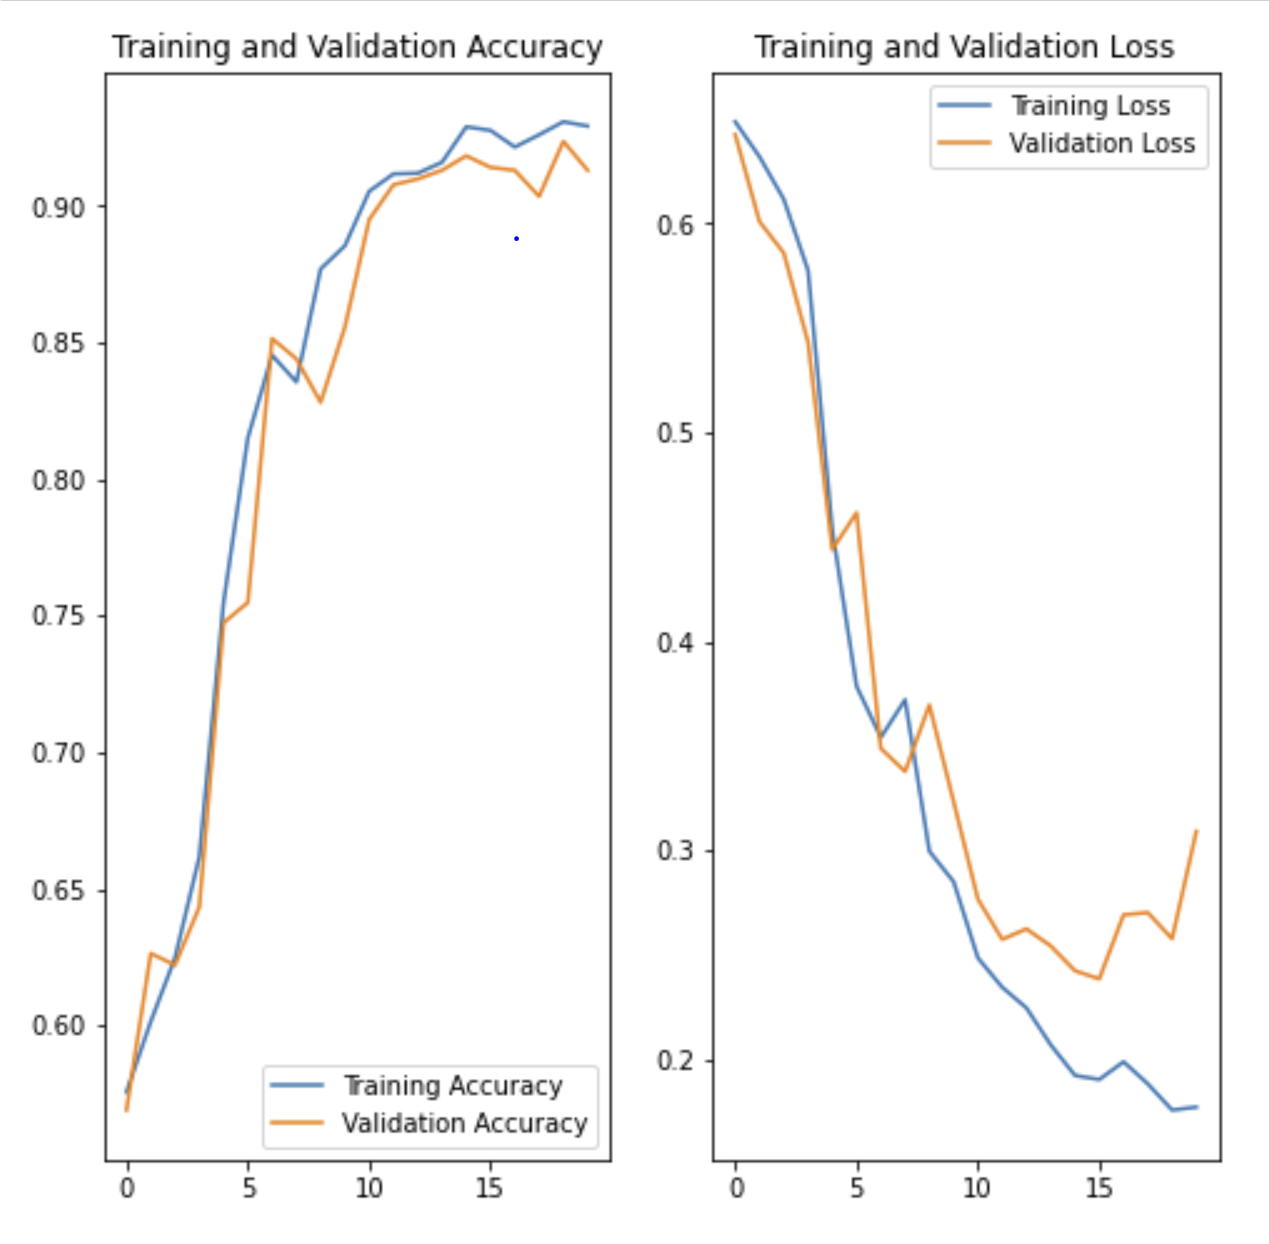 Training and Validation Accuracy
0.90
0.85
0.80
0.75
0.70
0.65
0.60
Training Accuracy
Validation Accuracy
0 5 10 15
Training and Validation Loss
Training Loss
Validation Loss
0.6
0.5
0.4
0.3
0.2
0 5 10 15